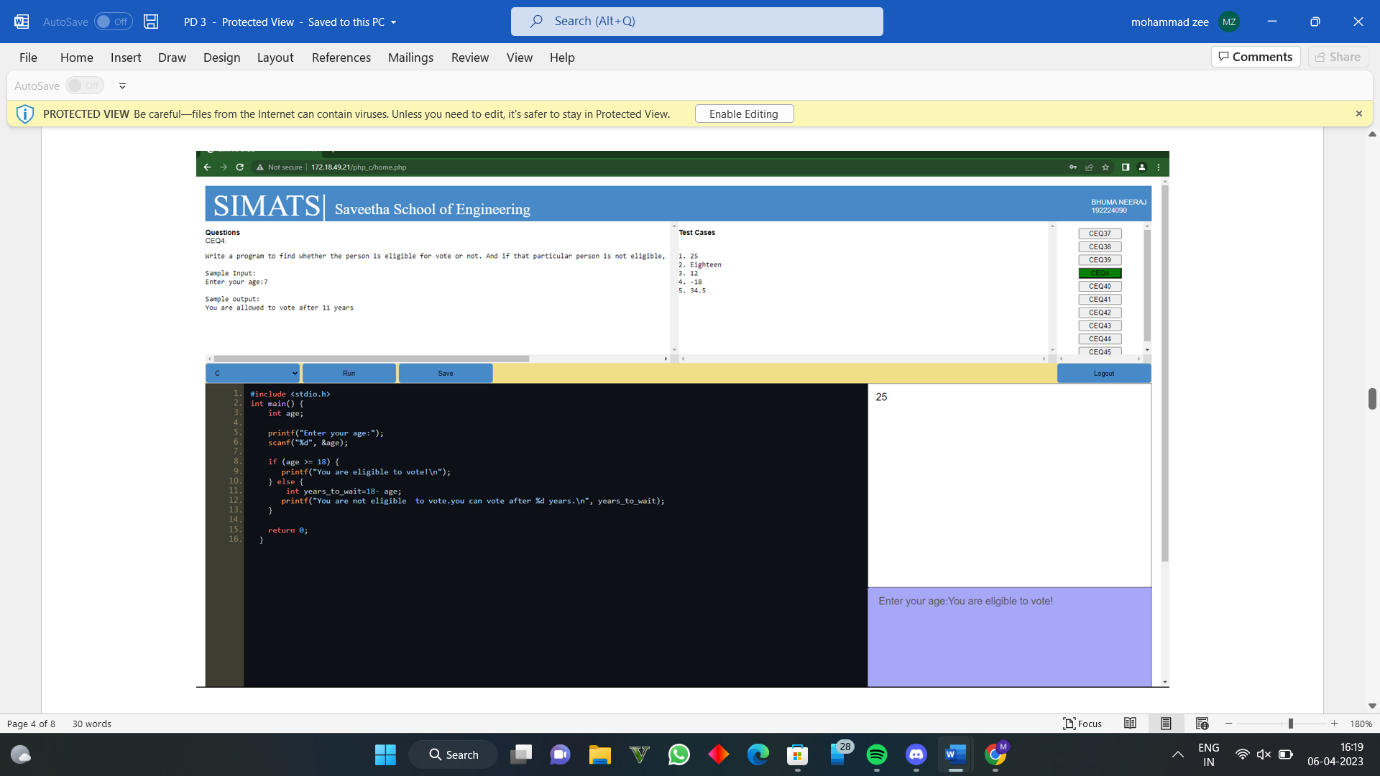 AutoSave Off PD 3 - Protected View - Saved to this PC Search (Alt+Q) mohammad zee MZ
File Home Insert Draw Design Layout References Mailings Review View Help Comments Share
AutoSave Off
PROTECTED VIEW Be careful—files from the Internet can contain viruses. Unless you need to edit, it's safer to stay in Protected View. Enable Editing
Not secure | 172.18.49.21/php_c/home.php
SIMATS| Saveetha School of Engineering
BHUMA NEERAJ
192224090
Questions
CEQ4.
Write a program to find whether the person is eligible for vote or not. And if that particular person is not eligible,
Sample Input:
Enter your age:7
Sample output:
You are allowed to vote after 11 years
Test Cases
1. 25
2. Eighteen
3. 12
4. -18
5. 34.5
CEQ37
CEQ38
CEQ39
CEQ4
CEQ40
CEQ41
CEQ42
CEQ43
CEQ44
CEQ45
C Run Save Logout
1. #include <stdio.h>
2. int main() {
3. int age;
4.
5. printf("Enter your age:");
6. scanf("%d", &age);
7.
8. if (age >= 18) {
9. printf("You are eligible to vote!\n");
10. } else {
11. int years_to_wait=18- age;
12. printf("You are not eligible  to vote.you can vote after %d years.\n", years_to_wait);
13. }
14.
15. return 0;
16. }
25
Enter your age:You are eligible to vote!
Page 4 of 8 30 words Focus 180%
Search 28 M ENG 16:19
IN 06-04-2023